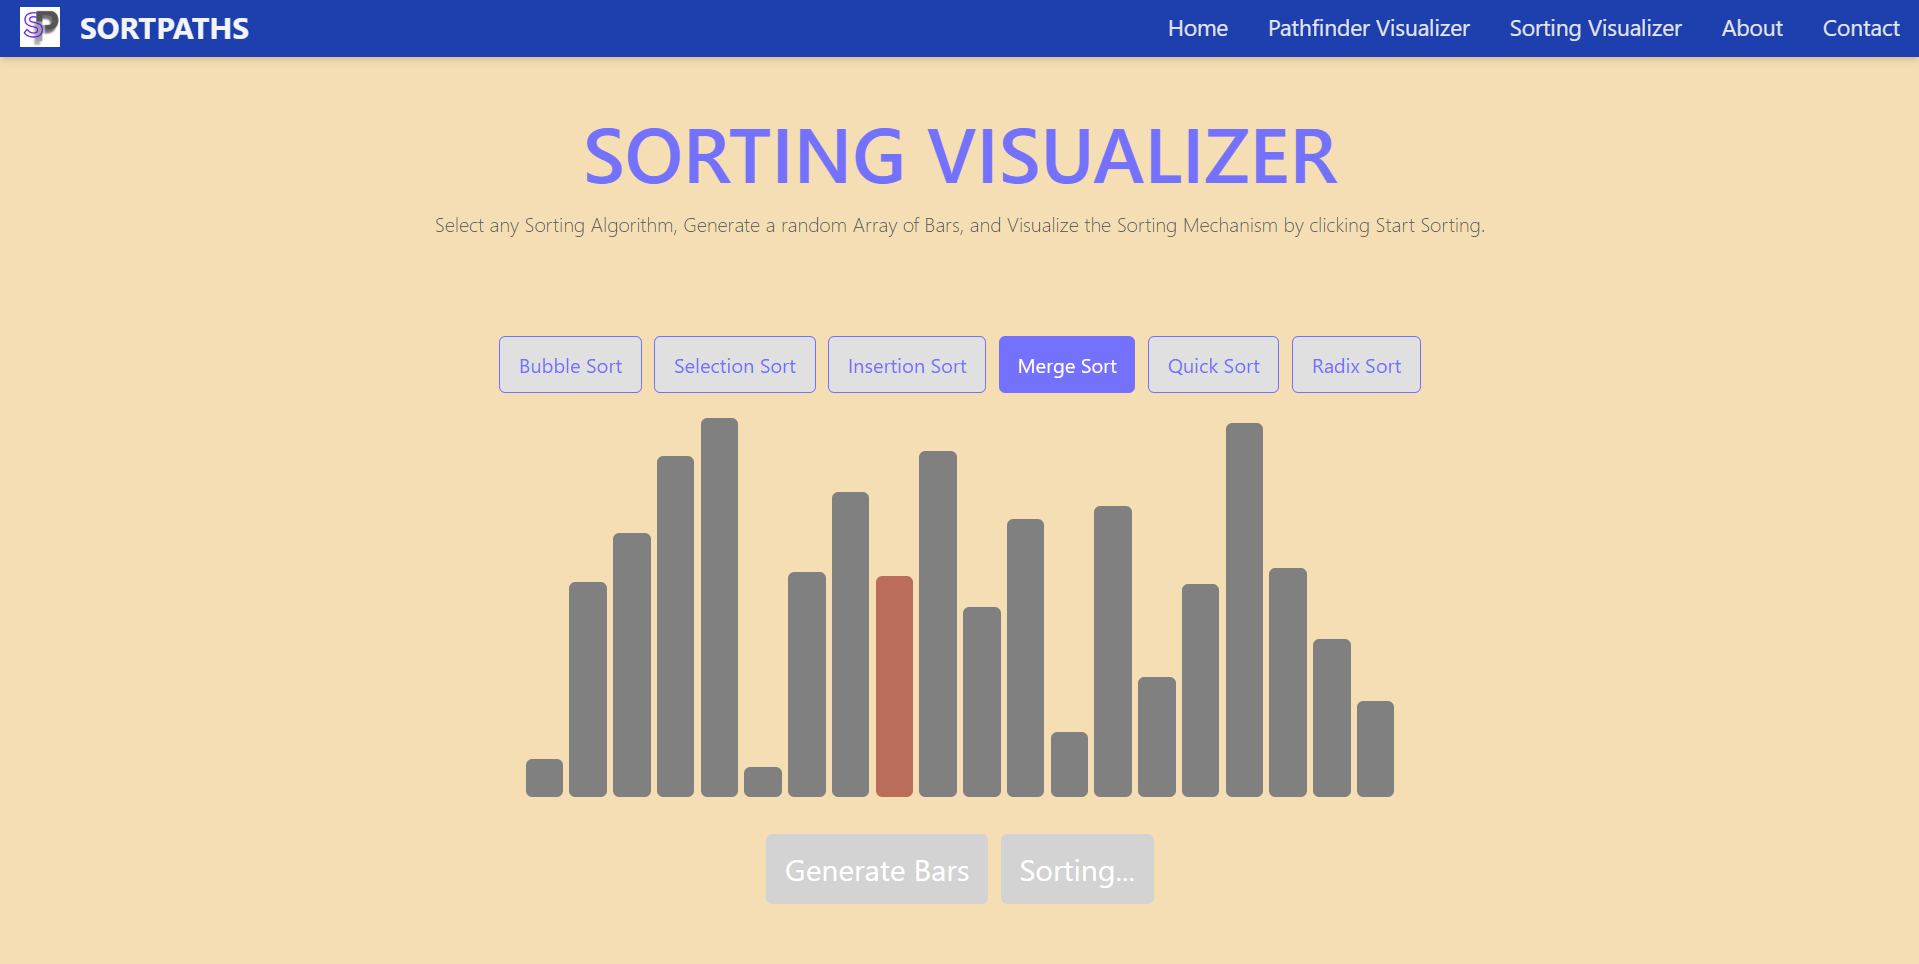 SP SORTPATHS Home Pathfinder Visualizer Sorting Visualizer About Contact
SORTING VISUALIZER
Select any Sorting Algorithm, Generate a random Array of Bars, and Visualize the Sorting Mechanism by clicking Start Sorting.
Bubble Sort Selection Sort Insertion Sort Merge Sort Quick Sort Radix Sort
Generate Bars Sorting...